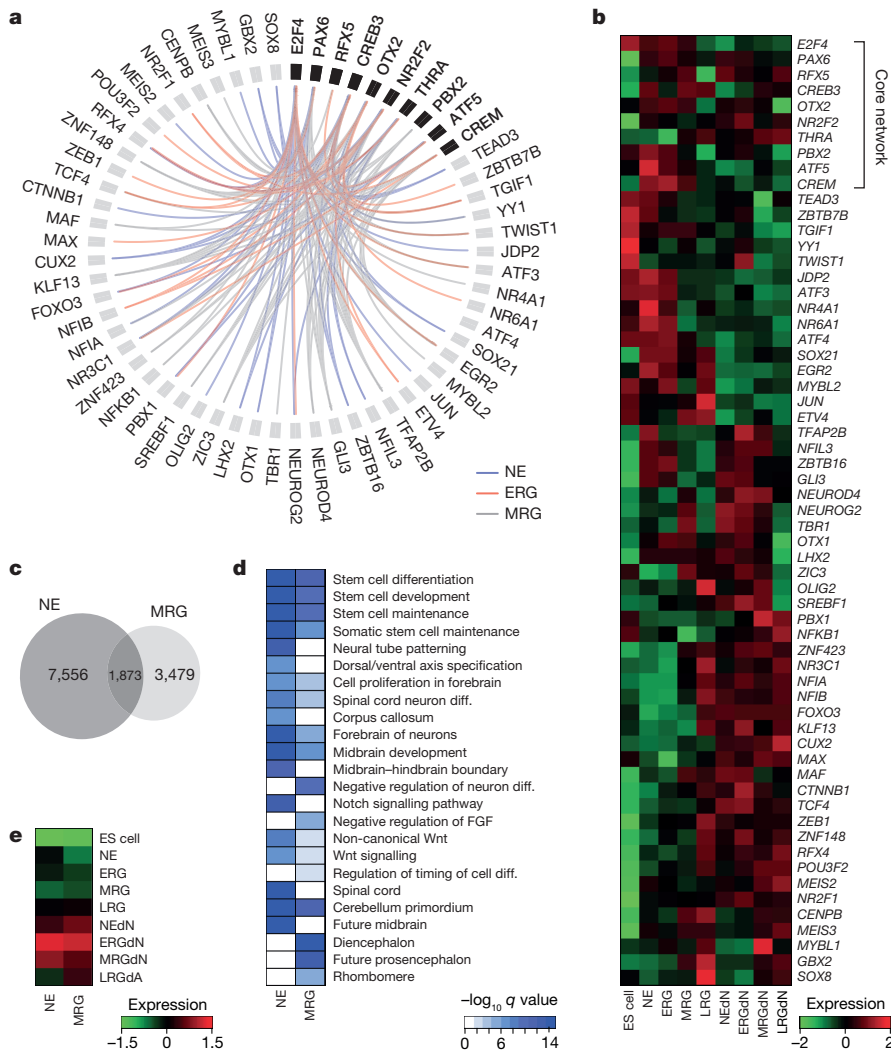 a
SOX8
GBX2
MYBL1
MEIS3
CENPB
NR2F1
MEIS2
POU3F2
RFX4
ZNF148
ZEB1
TCF4
CTNNB1
MAF
MAX
CUX2
KLF13
FOXO3
NFIB
NFIA
NR3C1
ZNF423
NFKB1
PBX1
SREBF1
OLIG2
ZIC3
LHX2
OTX1
TBR1
NEUROG2
NEUROD4
GLI3
ZBTB16
NFIL3
TFAP2B
ETV4
JUN
MYBL2
EGR2
SOX21
ATF4
NR6A1
NR4A1
ATF3
JDP2
TWIST1
YY1
TGIF1
ZBTB7B
TEAD3
CREM
ATF5
PBX2
THRA
NR2F2
OTX2
CREB3
RFX5
PAX6
E2F4
NE
ERG
MRG
b
E2F4
PAX6
RFX5
CREB3
OTX2
NR2F2
THRA
PBX2
ATF5
CREM
Core network
TEAD3
ZBTB7B
TGIF1
YY1
TWIST1
JDP2
ATF3
NR4A1
NR6A1
ATF4
SOX21
EGR2
MYBL2
JUN
ETV4
TFAP2B
NFIL3
ZBTB16
GLI3
NEUROD4
NEUROG2
TBR1
OTX1
LHX2
ZIC3
OLIG2
SREBF1
PBX1
NFKB1
ZNF423
NR3C1
NFIA
NFIB
FOXO3
KLF13
CUX2
MAX
MAF
CTNNB1
TCF4
ZEB1
ZNF148
RFX4
POU3F2
MEIS2
NR2F1
CENPB
MEIS3
MYBL1
GBX2
SOX8
ES cell
NE
ERG
MRG
LRG
NEdN
ERGdN
MRGdN
LRGdN
Expression
−2 0 2
c
NE
MRG
7,556
1,873
3,479
d
Stem cell differentiation
Stem cell development
Stem cell maintenance
Somatic stem cell maintenance
Neural tube patterning
Dorsal/ventral axis specification
Cell proliferation in forebrain
Spinal cord neuron diff.
Corpus callosum
Forebrain of neurons
Midbrain development
Midbrain–hindbrain boundary
Negative regulation of neuron diff.
Notch signalling pathway
Negative regulation of FGF
Non-canonical Wnt
Wnt signalling
Regulation of timing of cell diff.
Spinal cord
Cerebellum primordium
Future midbrain
Diencephalon
Future prosencephalon
Rhombomere
NE
MRG
−log10 q value
0 6 14
e
ES cell
NE
ERG
MRG
LRG
NEdN
ERGdN
MRGdN
LRGdA
NE
MRG
Expression
−1.5 0 1.5